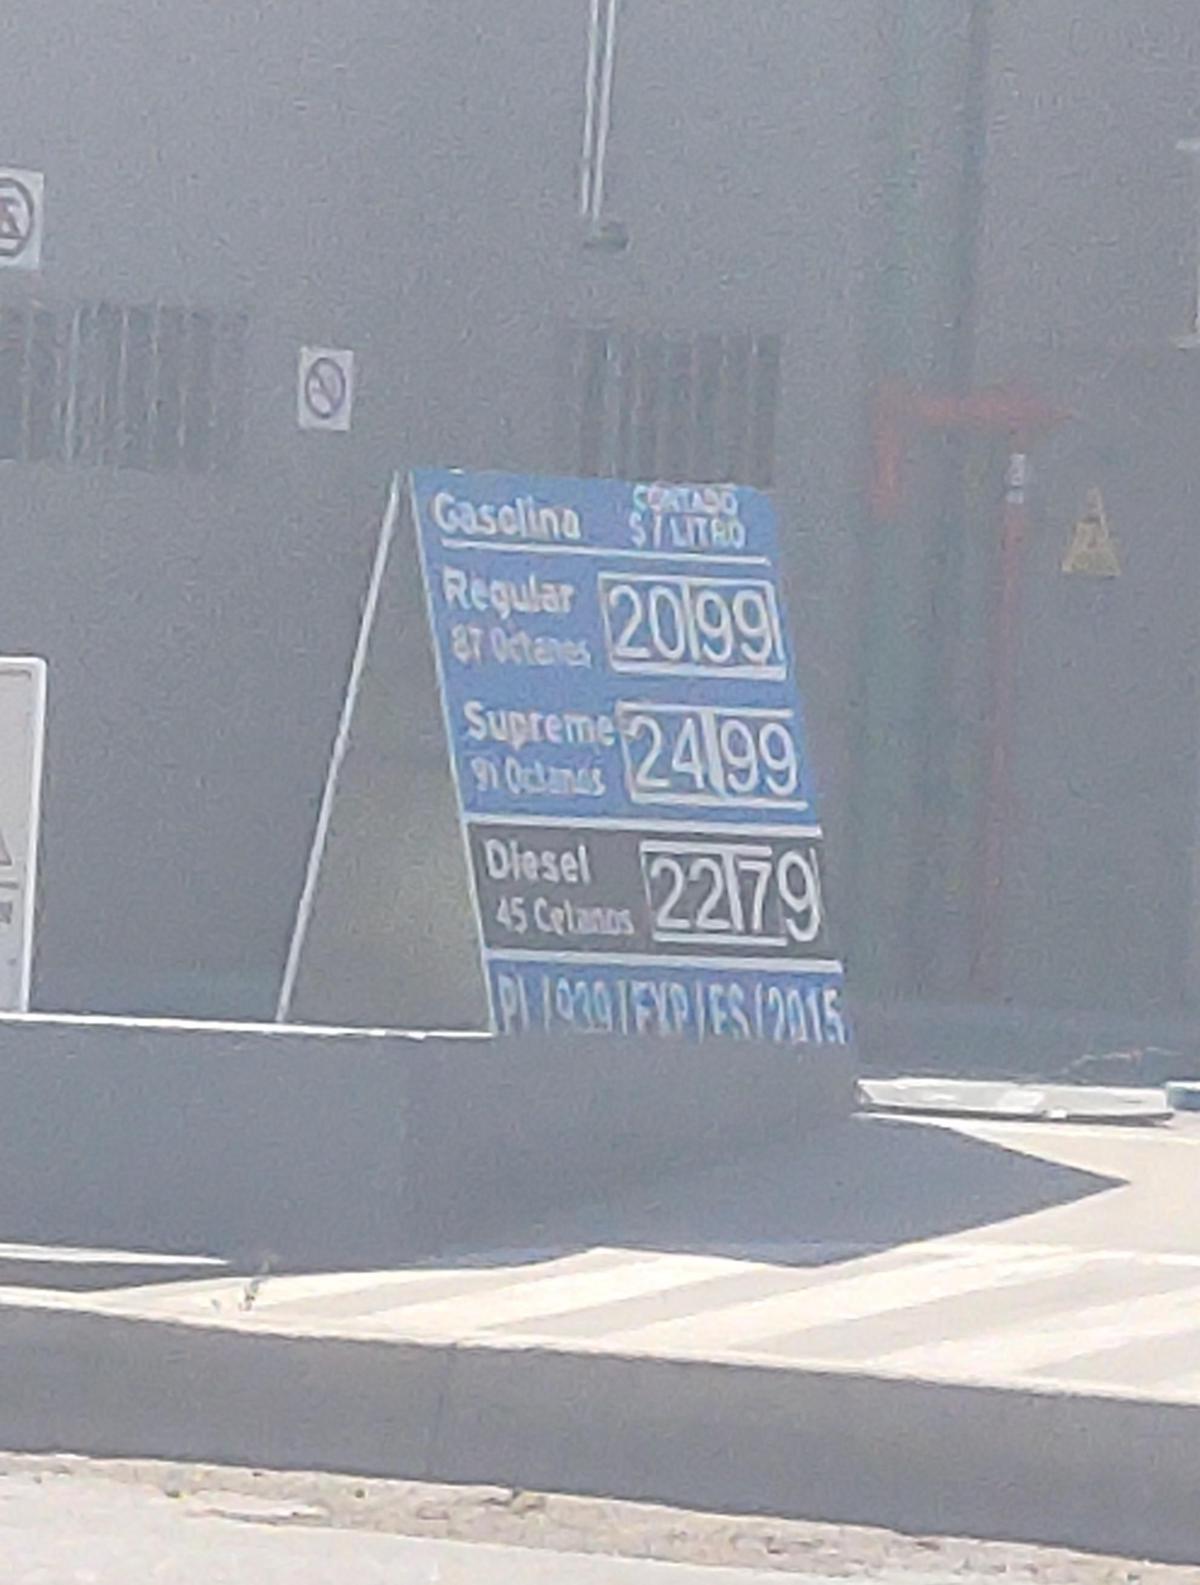 Gasolina
CONTADO
$ / LITRO
Regular 20 99
87 Octanos
Supreme 24 99
91 Octanos
Diesel 22 79
45 Cetanos
PL/939/EXP/ES/2015